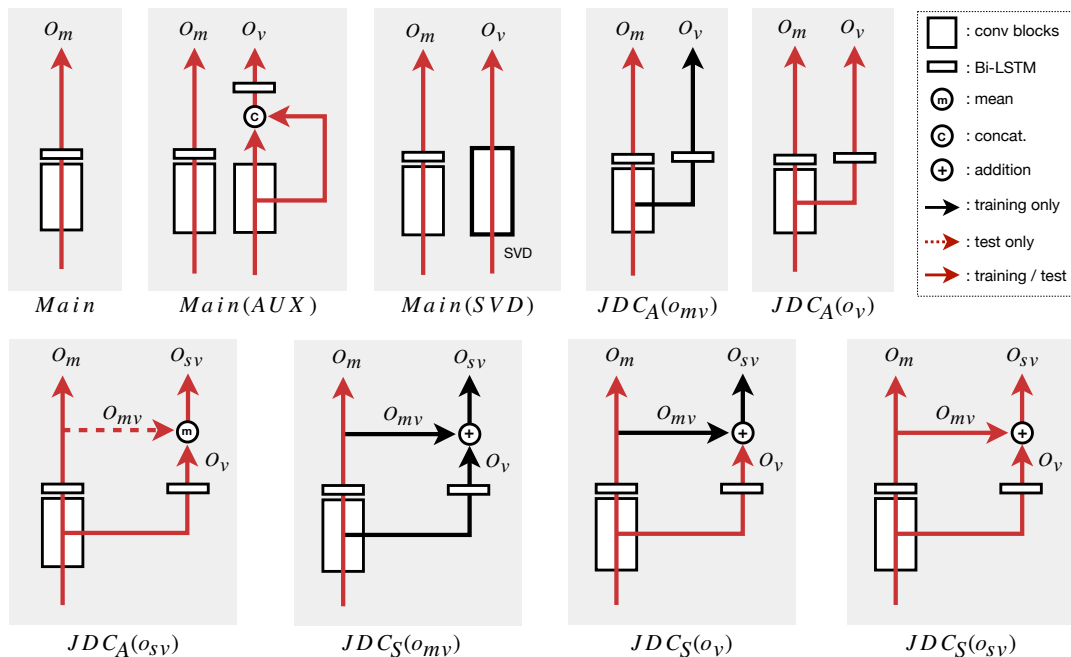 O_m
O_m O_v
O_m O_v
O_m O_v
O_m O_v
C
SVD
: conv blocks
: Bi-LSTM
m : mean
C : concat.
+ : addition
: training only
: test only
: training / test
Main
Main(AUX)
Main(SVD)
JDC_A(o_mv)
JDC_A(o_v)
O_m O_sv
O_mv
m
O_v
O_m O_sv
O_mv
+
O_v
O_m O_sv
O_mv
+
O_v
O_m O_sv
O_mv
+
O_v
JDC_A(o_sv)
JDC_S(o_mv)
JDC_S(o_v)
JDC_S(o_sv)